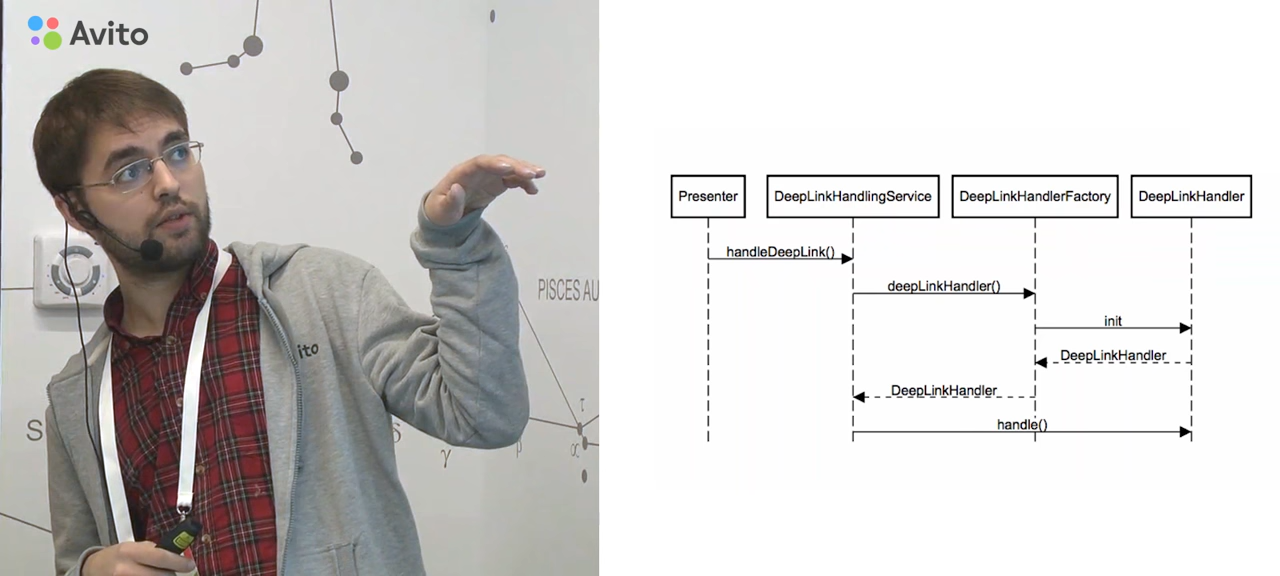 Avito
PISCES AU
ito
S
δ
γ
β
α
τ
Presenter
DeepLinkHandlingService
DeepLinkHandlerFactory
DeepLinkHandler
handleDeepLink()
deepLinkHandler()
init
DeepLinkHandler
DeepLinkHandler
handle()